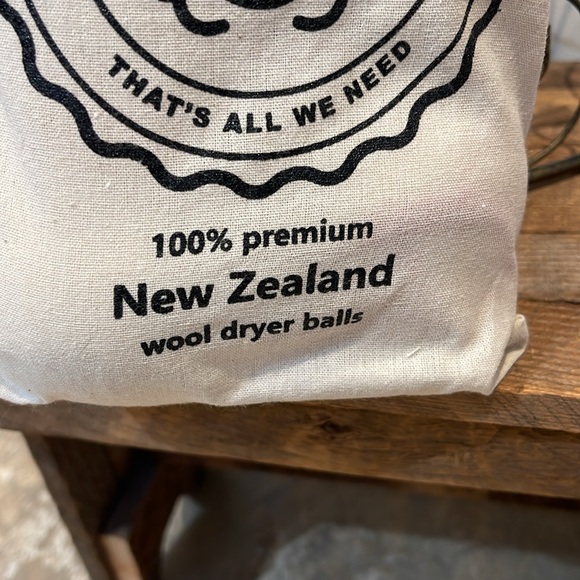 THAT'S ALL WE NEED
100% premium
New Zealand
wool dryer balls